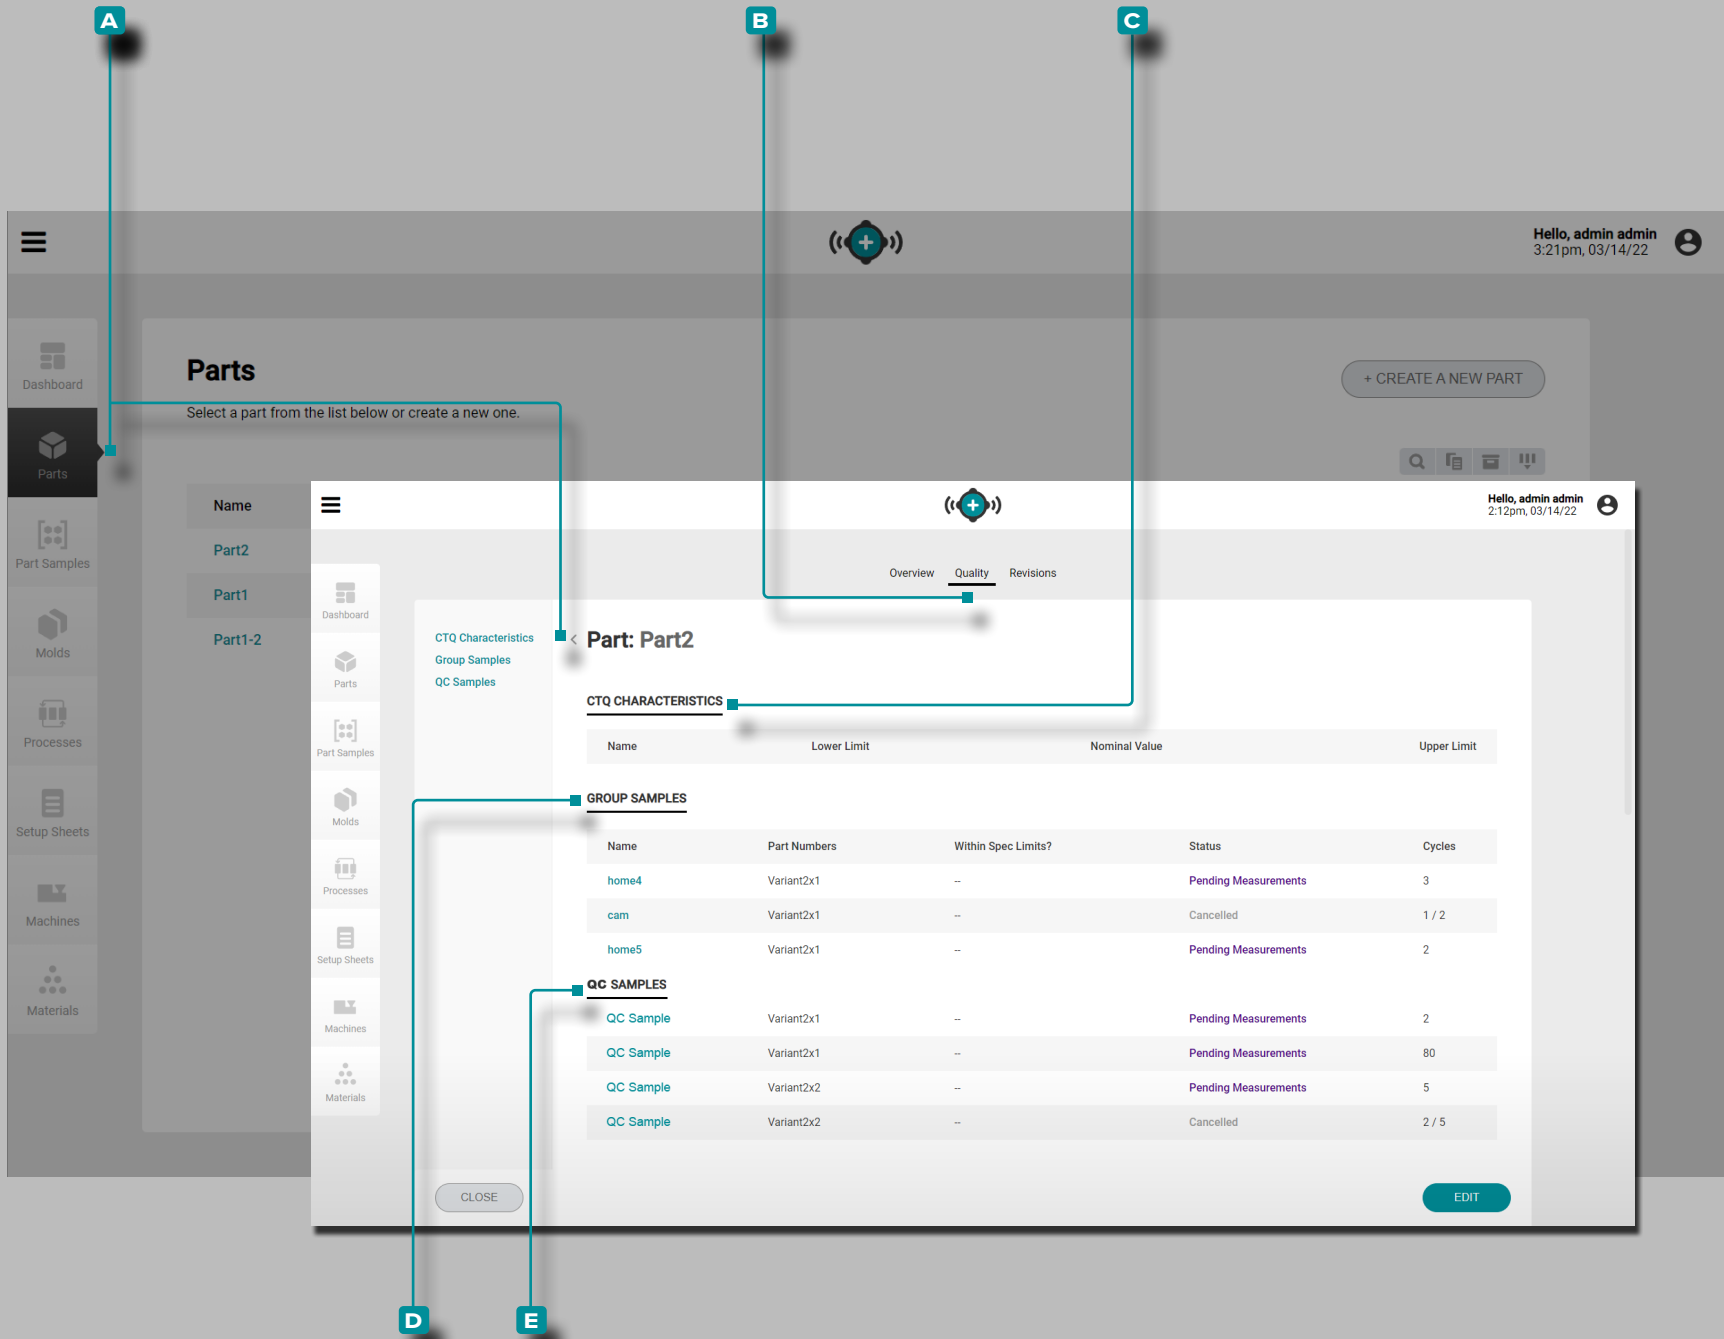 A B C
Hello, admin admin
3:21pm, 03/14/22
Dashboard
Parts
Part Samples
Molds
Processes
Setup Sheets
Machines
Materials
Parts
+ CREATE A NEW PART
Select a part from the list below or create a new one.
Name
Part2
Part1
Part1-2
Hello, admin admin
2:12pm, 03/14/22
Overview Quality Revisions
Dashboard
Parts
Part Samples
Molds
Processes
Setup Sheets
Machines
Materials
CTQ Characteristics
Group Samples
QC Samples
< Part: Part2
CTQ CHARACTERISTICS
Name Lower Limit Nominal Value Upper Limit
GROUP SAMPLES
Name Part Numbers Within Spec Limits? Status Cycles
home4 Variant2x1 -- Pending Measurements 3
cam Variant2x1 -- Cancelled 1 / 2
home5 Variant2x1 -- Pending Measurements 2
QC SAMPLES
QC Sample Variant2x1 -- Pending Measurements 2
QC Sample Variant2x1 -- Pending Measurements 80
QC Sample Variant2x2 -- Pending Measurements 5
QC Sample Variant2x2 -- Cancelled 2 / 5
CLOSE EDIT
D E